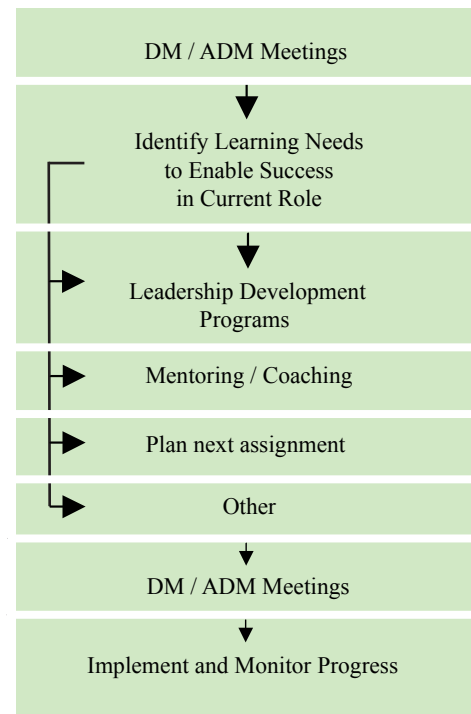 DM / ADM Meetings
Identify Learning Needs
to Enable Success
in Current Role
Leadership Development
Programs
Mentoring / Coaching
Plan next assignment
Other
DM / ADM Meetings
Implement and Monitor Progress